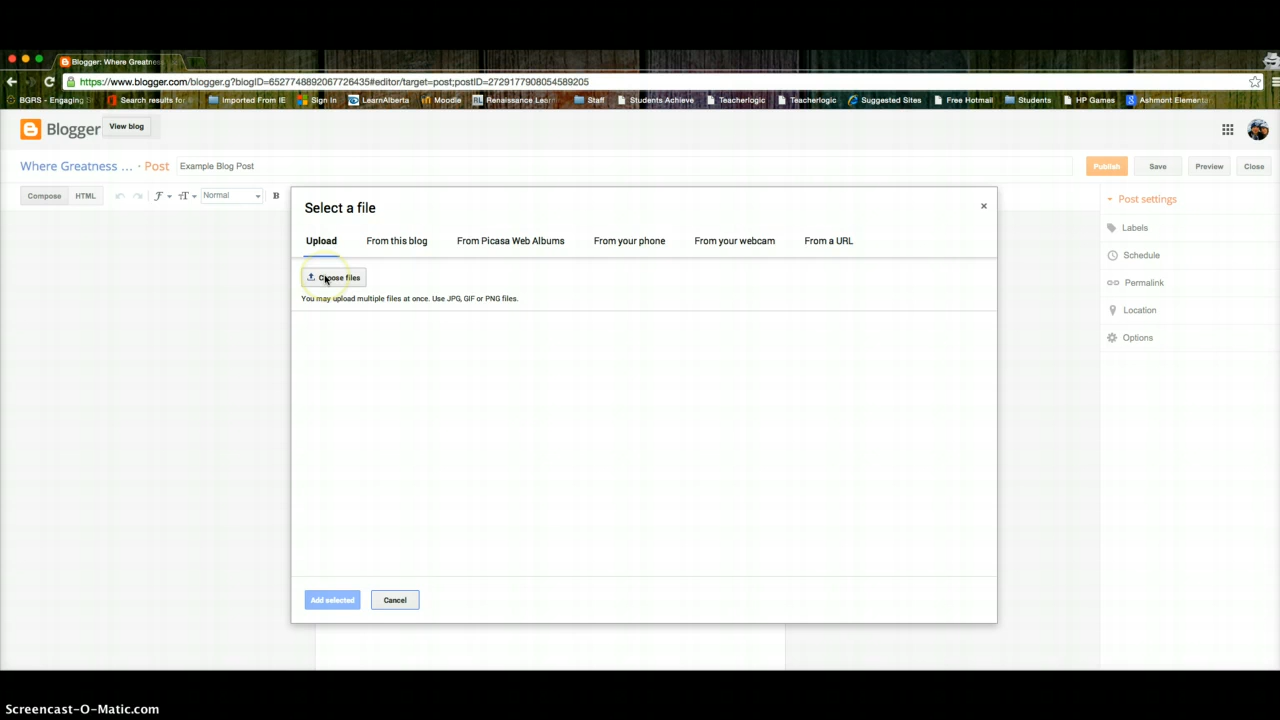 Blogger: Where Greatness
https://www.blogger.com/blogger.g?blogID=6527748892067726435#editor/target=post;postID=2729177908054589205
BGRS - Engaging Search results for Imported From IE Sign In LearnAlberta Moodle Renaissance Learn Staff Students Achieve Teacherlogic Teacherlogic Suggested Sites Free Hotmail Students HP Games Ashmont Elementa
Blogger View blog
Where Greatness ... · Post Example Blog Post Publish Save Preview Close
Compose HTML Normal B
Post settings
Labels
Schedule
Permalink
Location
Options
Select a file
Upload From this blog From Picasa Web Albums From your phone From your webcam From a URL
Choose files
You may upload multiple files at once. Use JPG, GIF or PNG files.
Add selected Cancel
Screencast-O-Matic.com